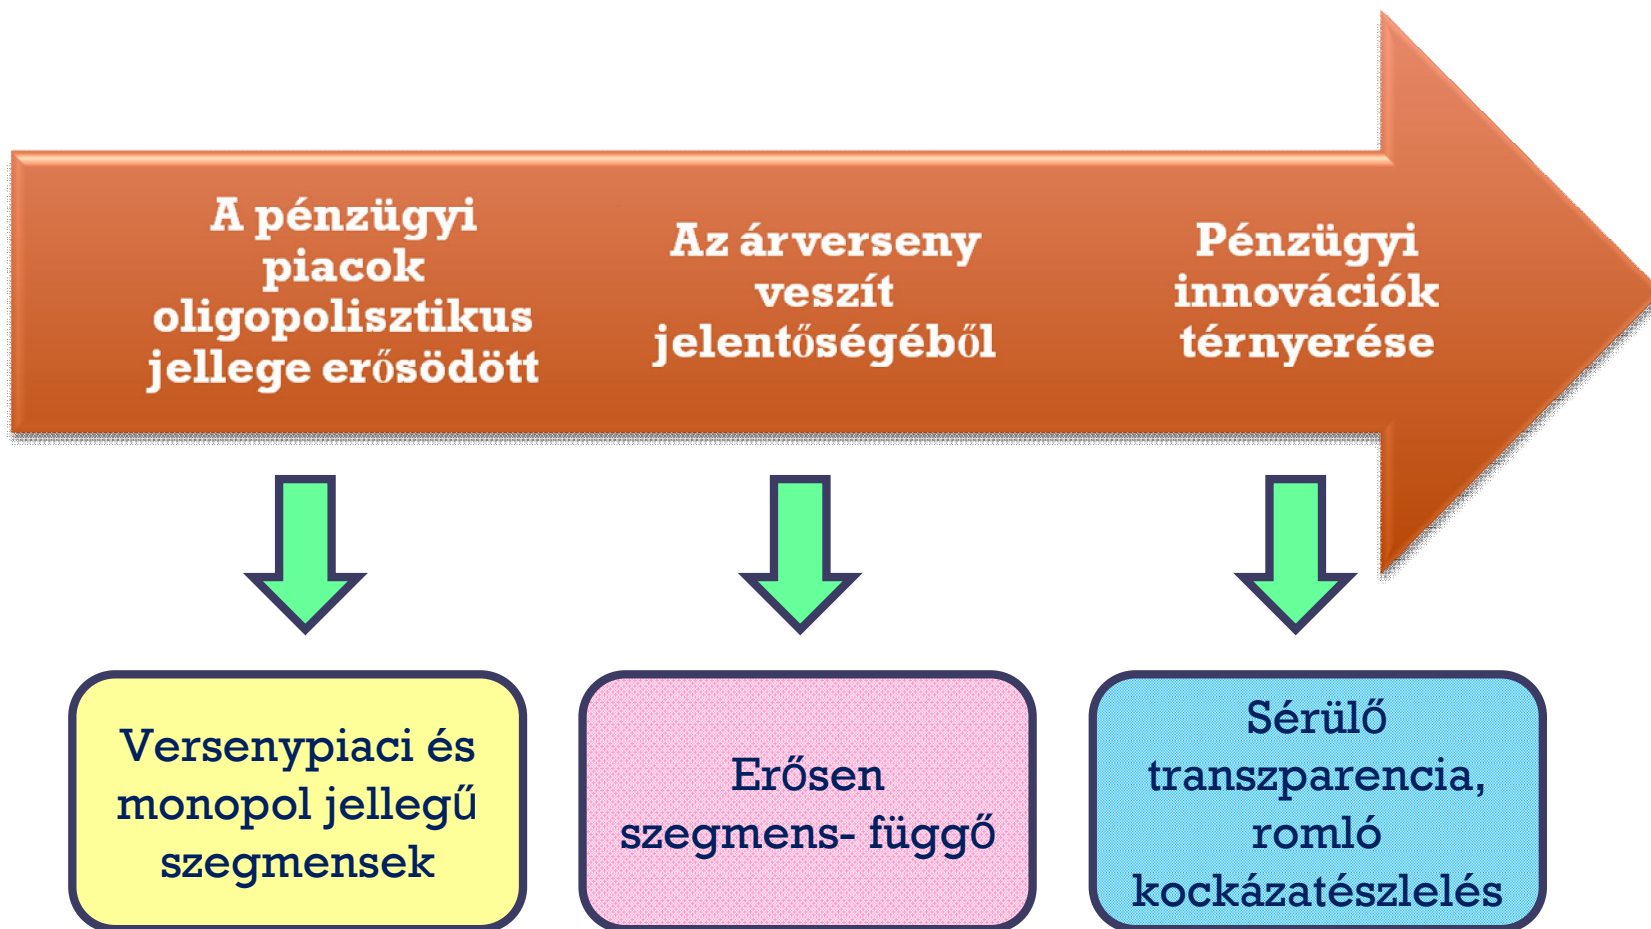 A pénzügyi
piacok
oligopolisztikus
jellege erősödött
Az árverseny
veszít
jelentőségéből
Pénzügyi
innovációk
térnyerése
Versenypiaci és
monopol jellegű
szegmensek
Erősen
szegmens- függő
Sérülő
transzparencia,
romló
kockázatészlelés